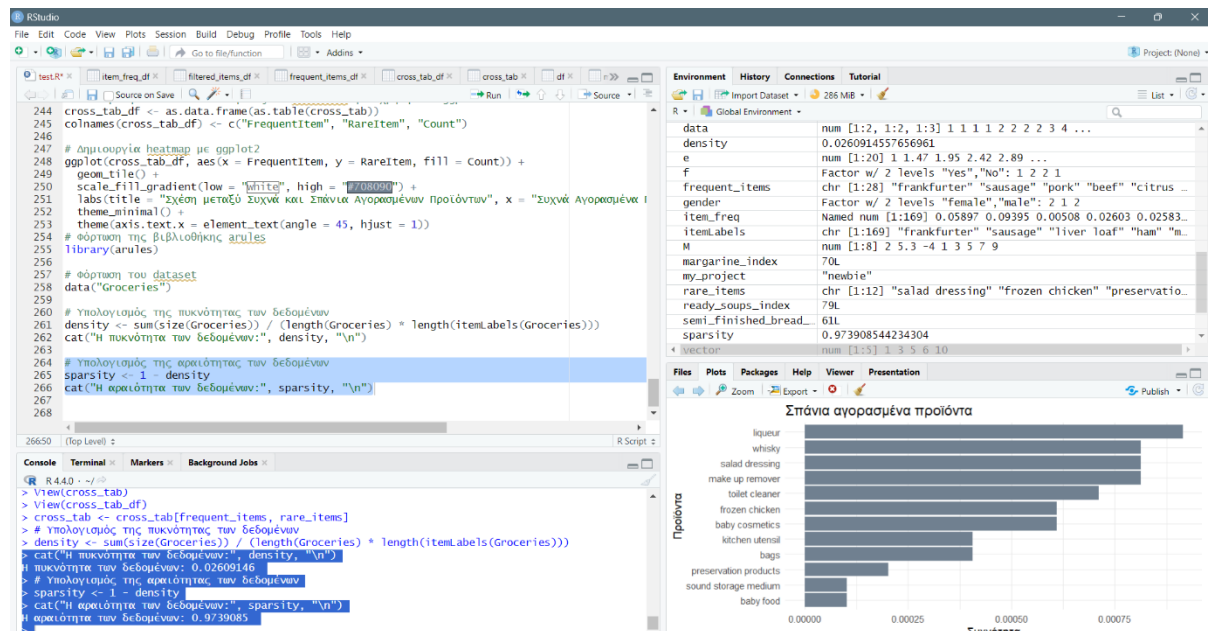 RStudio
File Edit Code View Plots Session Build Debug Profile Tools Help
Go to file/function Addins Project: (None)
test.R* item_freq_df filtered_items_df frequent_items_df cross_tab_df cross_tab df
Source on Save Run Source
244 cross_tab_df <- as.data.frame(as.table(cross_tab))
245 colnames(cross_tab_df) <- c("FrequentItem", "RareItem", "Count")
246
247 # Δημιουργία heatmap με ggplot2
248 ggplot(cross_tab_df, aes(x = FrequentItem, y = RareItem, fill = Count)) +
249 geom_tile() +
250 scale_fill_gradient(low = "white", high = "#708090") +
251 labs(title = "Σχέση μεταξύ Συχνά και Σπάνια Αγορασμένων Προϊόντων", x = "Συχνά Αγορασμένα
252 theme_minimal() +
253 theme(axis.text.x = element_text(angle = 45, hjust = 1))
254 # Φόρτωση της βιβλιοθήκης arules
255 library(arules)
256
257 # Φόρτωση του dataset
258 data("Groceries")
259
260 # Υπολογισμός της πυκνότητας των δεδομένων
261 density <- sum(size(Groceries)) / (length(Groceries) * length(itemLabels(Groceries)))
262 cat("Η πυκνότητα των δεδομένων:", density, "\n")
263
264 # Υπολογισμός της αραιότητας των δεδομένων
265 sparsity <- 1 - density
266 cat("Η αραιότητα των δεδομένων:", sparsity, "\n")
267
268
266:50 (Top Level) R Script
Console Terminal Markers Background Jobs
R 4.4.0 · ~/
> View(cross_tab)
> View(cross_tab_df)
> cross_tab <- cross_tab[frequent_items, rare_items]
> # Υπολογισμός της πυκνότητας των δεδομένων
> density <- sum(size(Groceries)) / (length(Groceries) * length(itemLabels(Groceries)))
> cat("Η πυκνότητα των δεδομένων:", density, "\n")
Η πυκνότητα των δεδομένων: 0.02609146
> # Υπολογισμός της αραιότητας των δεδομένων
> sparsity <- 1 - density
> cat("Η αραιότητα των δεδομένων:", sparsity, "\n")
Η αραιότητα των δεδομένων: 0.9739085
>
Environment History Connections Tutorial
Import Dataset 286 MiB List
R Global Environment
data num [1:2, 1:2, 1:3] 1 1 1 1 2 2 2 2 3 4 ...
density 0.0260914557656961
e num [1:20] 1 1.47 1.95 2.42 2.89 ...
f Factor w/ 2 levels "Yes","No": 1 2 2 1
frequent_items chr [1:28] "frankfurter" "sausage" "pork" "beef" "citrus …
gender Factor w/ 2 levels "female","male": 2 1 2
item_freq Named num [1:169] 0.05897 0.09395 0.00508 0.02603 0.02583…
itemLabels chr [1:169] "frankfurter" "sausage" "liver loaf" "ham" "m…
M num [1:8] 2 5.3 -4 1 3 5 7 9
margarine_index 70L
my_project "newbie"
rare_items chr [1:12] "salad dressing" "frozen chicken" "preservatio…
ready_soups_index 79L
semi_finished_bread_… 61L
sparsity 0.973908544234304
vector num [1:5] 1 3 5 6 10
Files Plots Packages Help Viewer Presentation
Zoom Export Publish
Σπάνια αγορασμένα προϊόντα
Προϊόντα
liqueur
whisky
salad dressing
make up remover
toilet cleaner
frozen chicken
baby cosmetics
kitchen utensil
bags
preservation products
sound storage medium
baby food
0.00000 0.00025 0.00050 0.00075